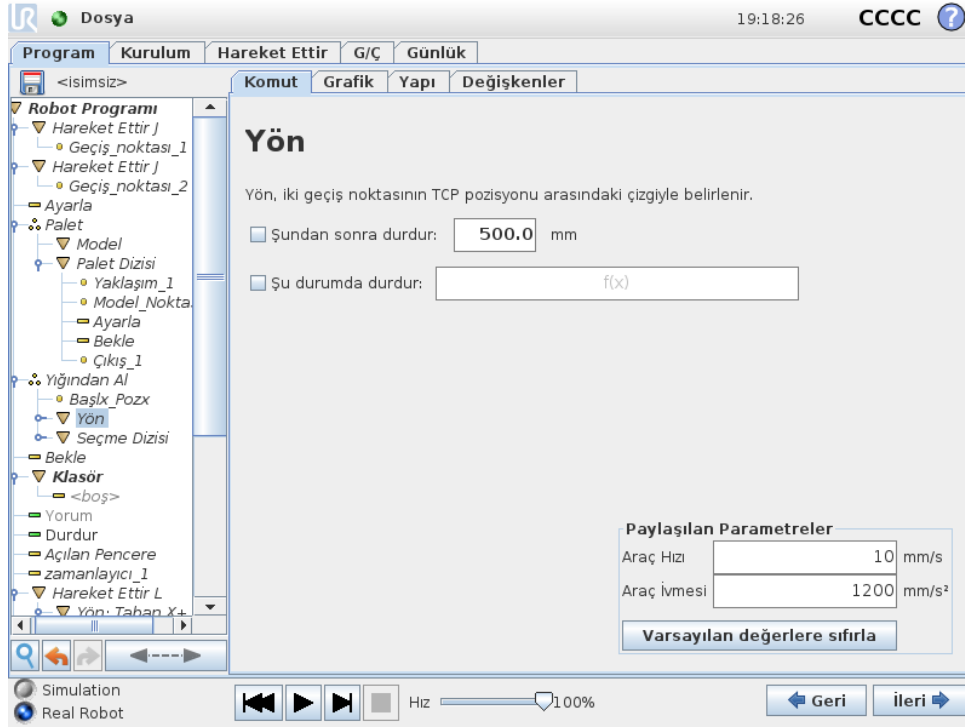 Dosya 19:18:26 CCCC ?
Program Kurulum Hareket Ettir G/Ç Günlük
<isimsiz>
Komut Grafik Yapı Değişkenler
Robot Programı
Hareket Ettir J
Geçiş_noktası_1
Hareket Ettir J
Geçiş_noktası_2
Ayarla
Palet
Model
Palet Dizisi
Yaklaşım_1
Model_Nokta
Ayarla
Bekle
Çıkış_1
Yığından Al
Başlx_Pozx
Yön
Seçme Dizisi
Bekle
Klasör
<boş>
Yorum
Durdur
Açılan Pencere
zamanlayıcı_1
Hareket Ettir L
Yön: Taban X+
Yön
Yön, iki geçiş noktasının TCP pozisyonu arasındaki çizgiyle belirlenir.
Şundan sonra durdur: 500.0 mm
Şu durumda durdur: f(x)
Paylaşılan Parametreler
Araç Hızı 10 mm/s
Araç İvmesi 1200 mm/s²
Varsayılan değerlere sıfırla
Simulation
Real Robot
Hız 100%
Geri İleri